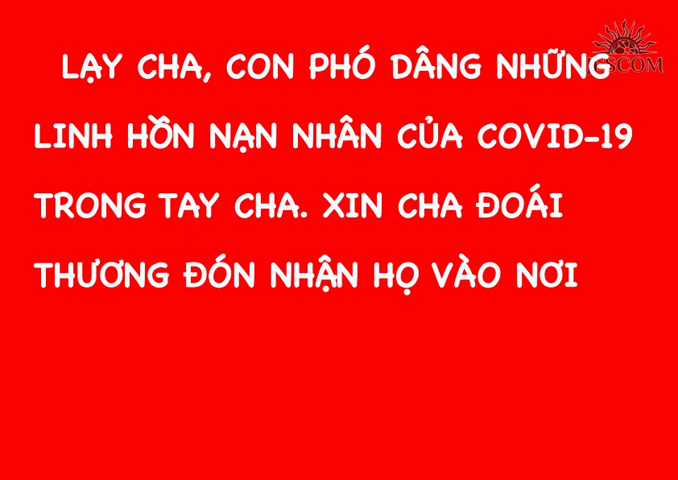 LẠY CHA, CON PHÓ DÂNG NHỮNG
LINH HỒN NẠN NHÂN CỦA COVID-19
TRONG TAY CHA. XIN CHA ĐOÁI
THƯƠNG ĐÓN NHẬN HỌ VÀO NƠI